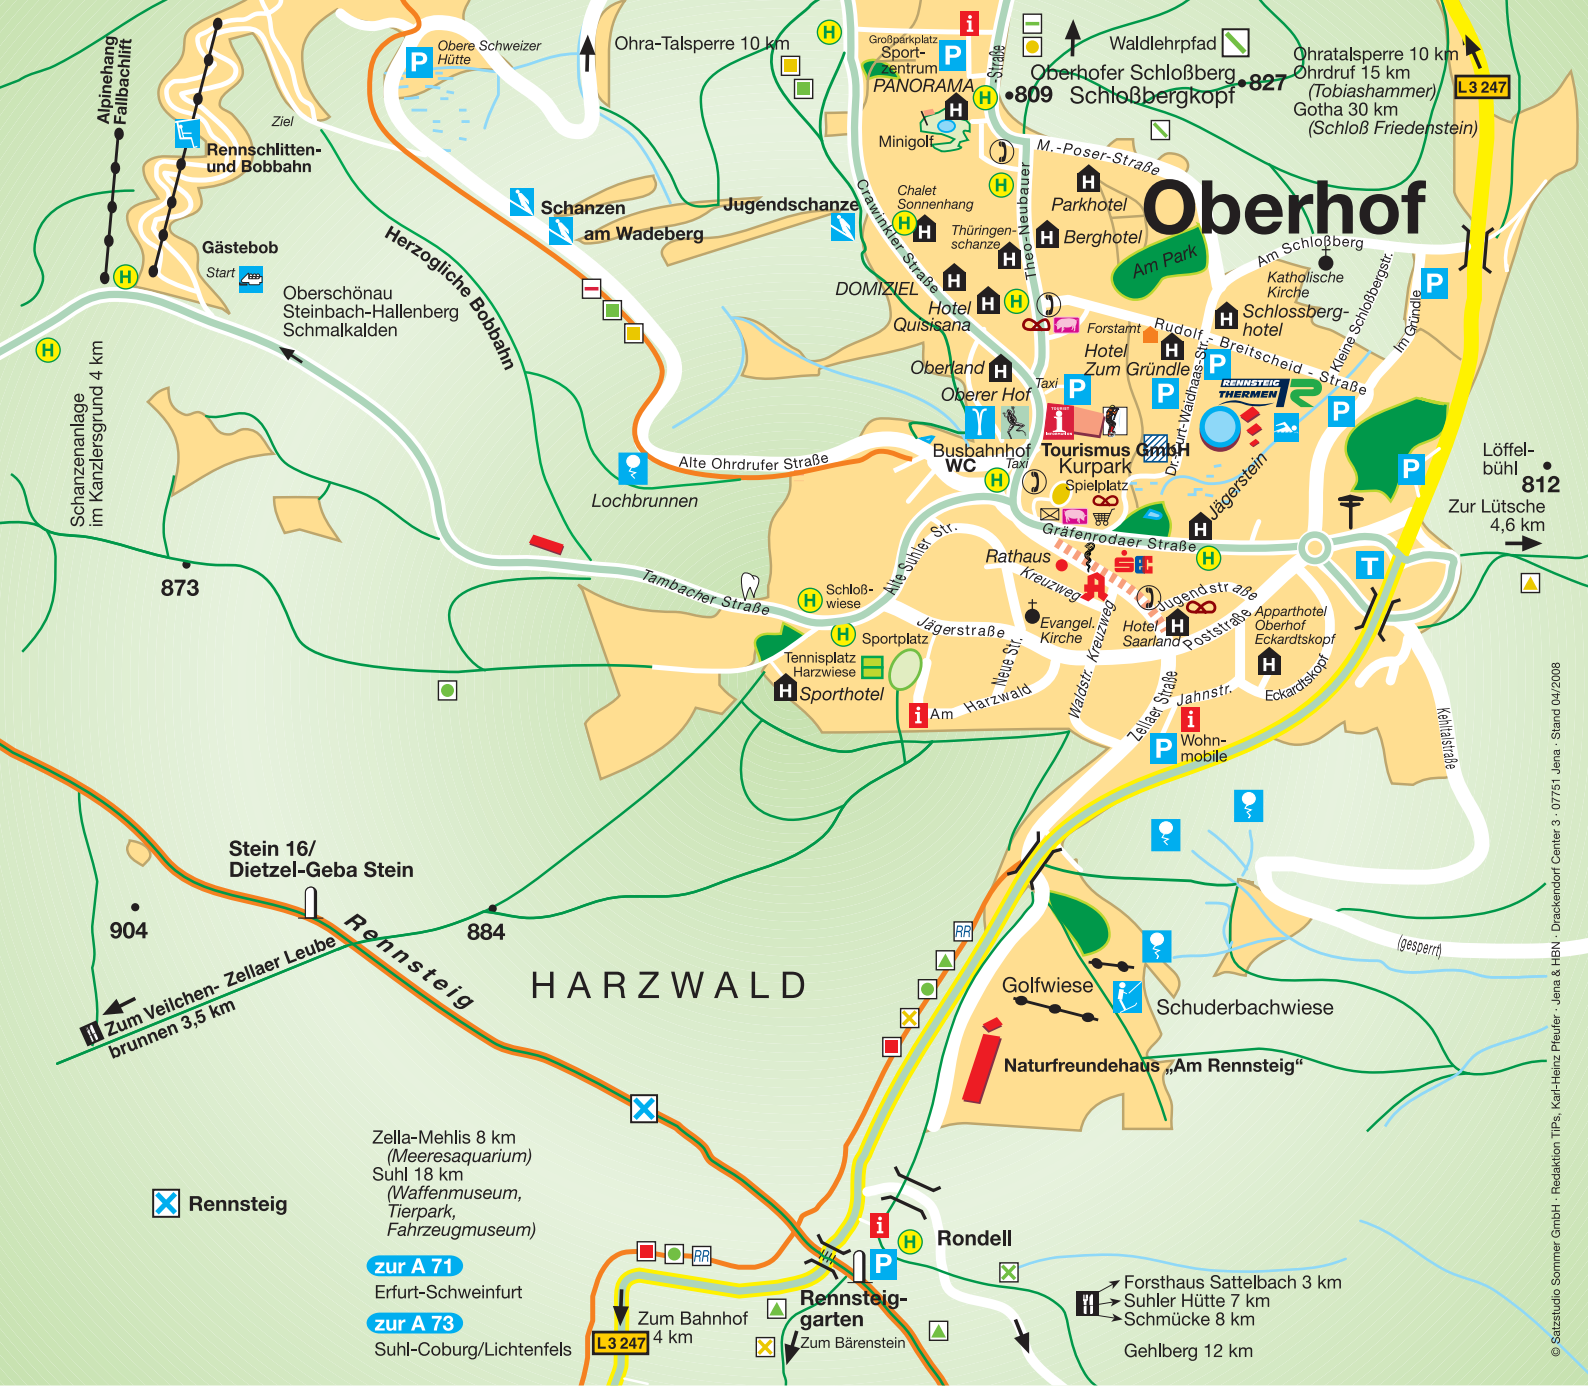 Alpinehang
Fallbachlift
Ziel
Rennschlitten-
und Bobbahn
Gästebob
Start
P
Obere Schweizer
Hütte
Ohra-Talsperre 10 km
H
Großparkplatz
Sport-
zentrum
PANORAMA
i
P
H
-Straße
809
Minigolf
Waldlehrpfad
Oberhofer Schloßberg
Schloßbergkopf
827
Ohratalsperre 10 km
Ohrdruf 15 km
(Tobiashammer)
Gotha 30 km
(Schloß Friedenstein)
L 3 247
M.-Poser-Straße
Oberhof
Schanzen
am Wadeberg
Jugendschanze
Crawinkler Straße
Theo-Neubauer
Chalet
Sonnenhang
Thüringen-
schanze
Parkhotel
Berghotel
Am Park
Am Schloßberg
Katholische
Kirche
DOMIZIEL
Hotel
Quisisana
Forstamt
Hotel
Zum Gründle
Schlossberg-
hotel
Rudolf - Breitscheid - Straße
Kleine Schloßbergstr.
Im Gründle
Dr.-Kurt-Waidhaas-Str.
Herzogliche Bobbahn
Oberschönau
Steinbach-Hallenberg
Schmalkalden
Schanzenanlage
im Kanzlersgrund 4 km
Oberland
Oberer Hof
Taxi
P
RENNSTEIG
THERMEN
TOURIST
i
Information
Busbahnhof
WC
Taxi
Tourismus GmbH
Kurpark
Spielplatz
Jägerstein
Alte Ohrdrufer Straße
Lochbrunnen
Löffel-
bühl
812
Zur Lütsche
4,6 km
Gräfenrodaer Straße
Rathaus
Kreuzweg
T
873
Tambacher Straße
Alte Suhler Str.
Schloß-
wiese
Sportplatz
Tennisplatz
Harzwiese
Sporthotel
Jägerstraße
Neue Str.
Am Harzwald
Evangel.
Kirche
Waldstr.
Kreuzweg
Hotel
Saarland
Jugendstraße
Poststraße
Apparthotel
Oberhof
Eckardtskopf
Eckardtskopf
Jahnstr.
Zellaer Straße
Wohn-
mobile
Kehltalstraße
(gesperrt)
Stein 16/
Dietzel-Geba Stein
Rennsteig
904
884
Zum Veilchen- Zellaer Leube
brunnen 3,5 km
HARZWALD
RR
Golfwiese
Schuderbachwiese
Naturfreundehaus „Am Rennsteig“
Zella-Mehlis 8 km
(Meeresaquarium)
Suhl 18 km
(Waffenmuseum,
Tierpark,
Fahrzeugmuseum)
Rennsteig
zur A 71
Erfurt-Schweinfurt
zur A 73
Suhl-Coburg/Lichtenfels
RR
L 3 247
Zum Bahnhof
4 km
i
H
P
Rondell
Rennsteig-
garten
Zum Bärenstein
Forsthaus Sattelbach 3 km
Suhler Hütte 7 km
Schmücke 8 km
Gehlberg 12 km
© Satzstudio Sommer GmbH · Redaktion TiPs, Karl-Heinz Pfeufer · Jena & HBN · Drackendorf Center 3 · 07751 Jena · Stand 04/2008